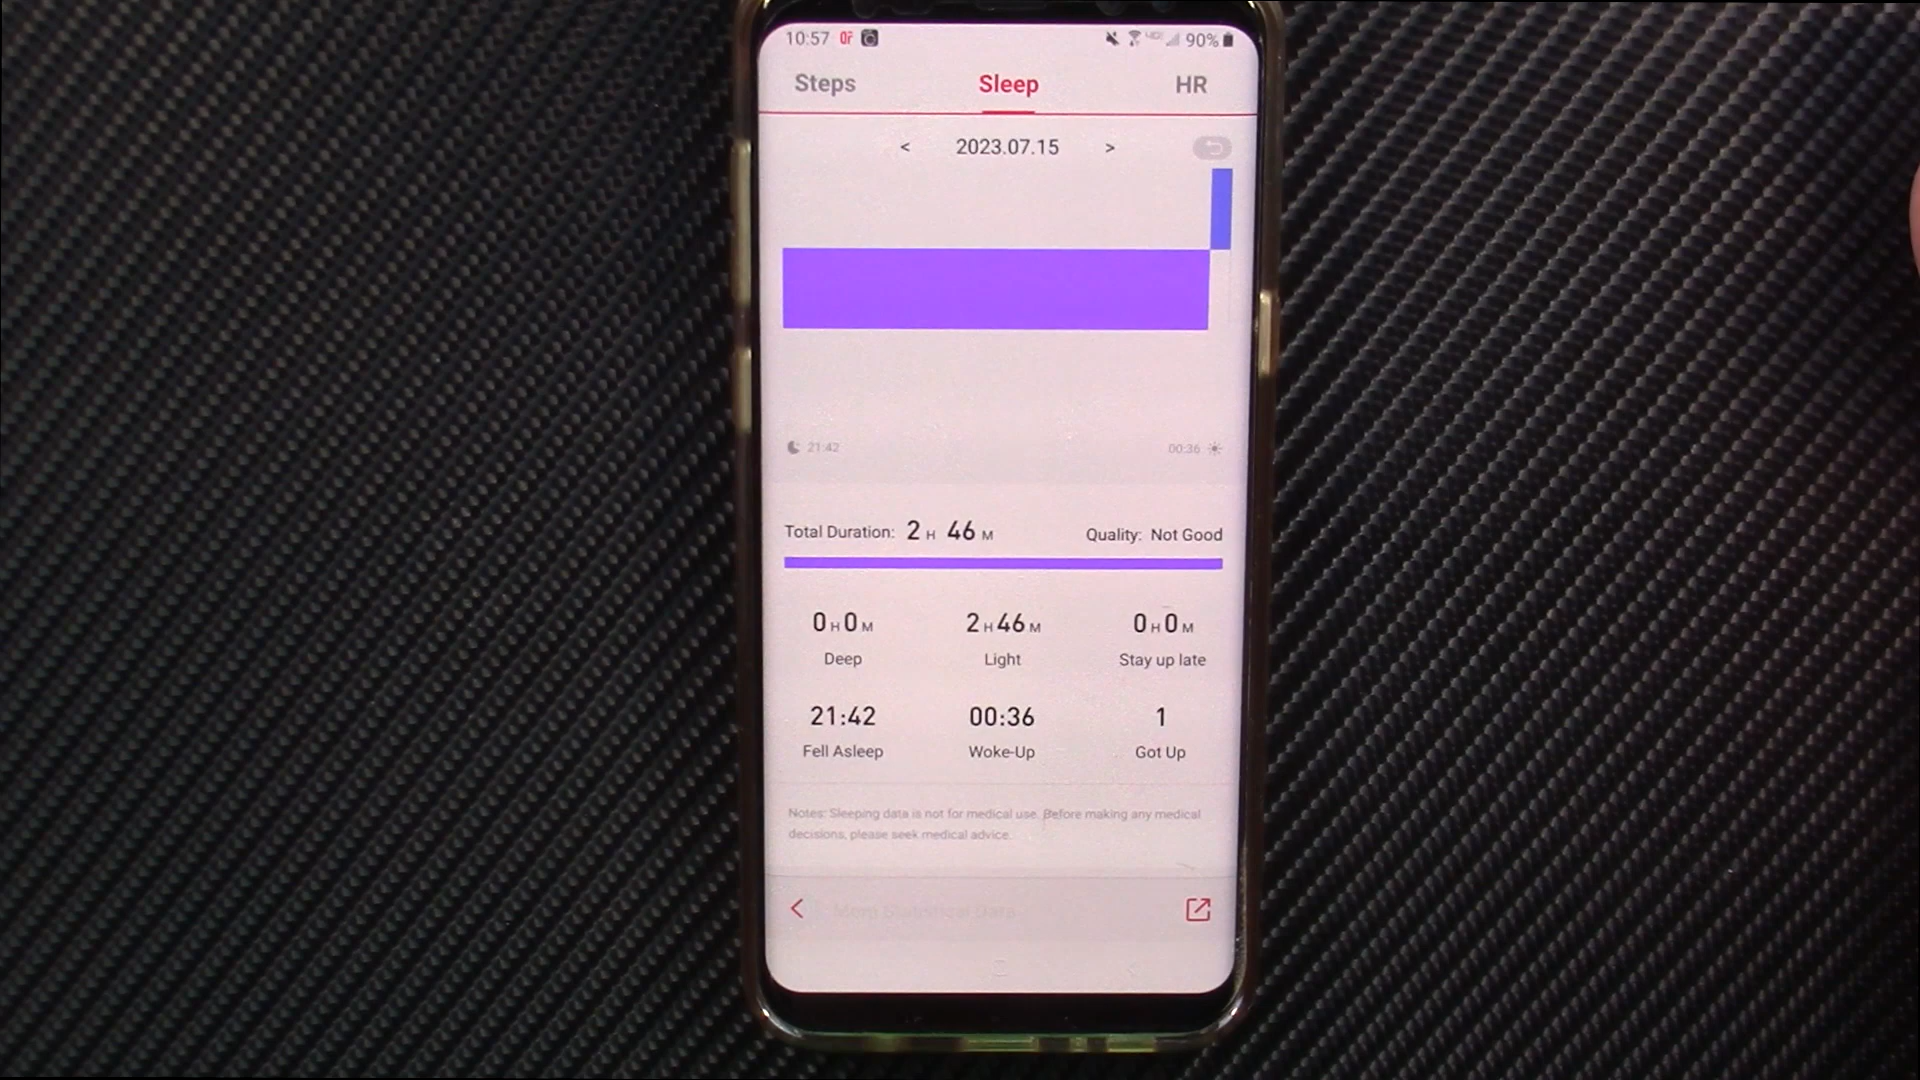 10:57 90%
Steps Sleep HR
< 2023.07.15 >
21:42 00:36
Total Duration: 2 H 46 M Quality: Not Good
0 H 0 M 2 H 46 M 0 H 0 M
Deep Light Stay up late
21:42 00:36 1
Fell Asleep Woke-Up Got Up
Notes: Sleeping data is not for medical use. Before making any medical
decisions, please seek medical advice.
More Statistical Data